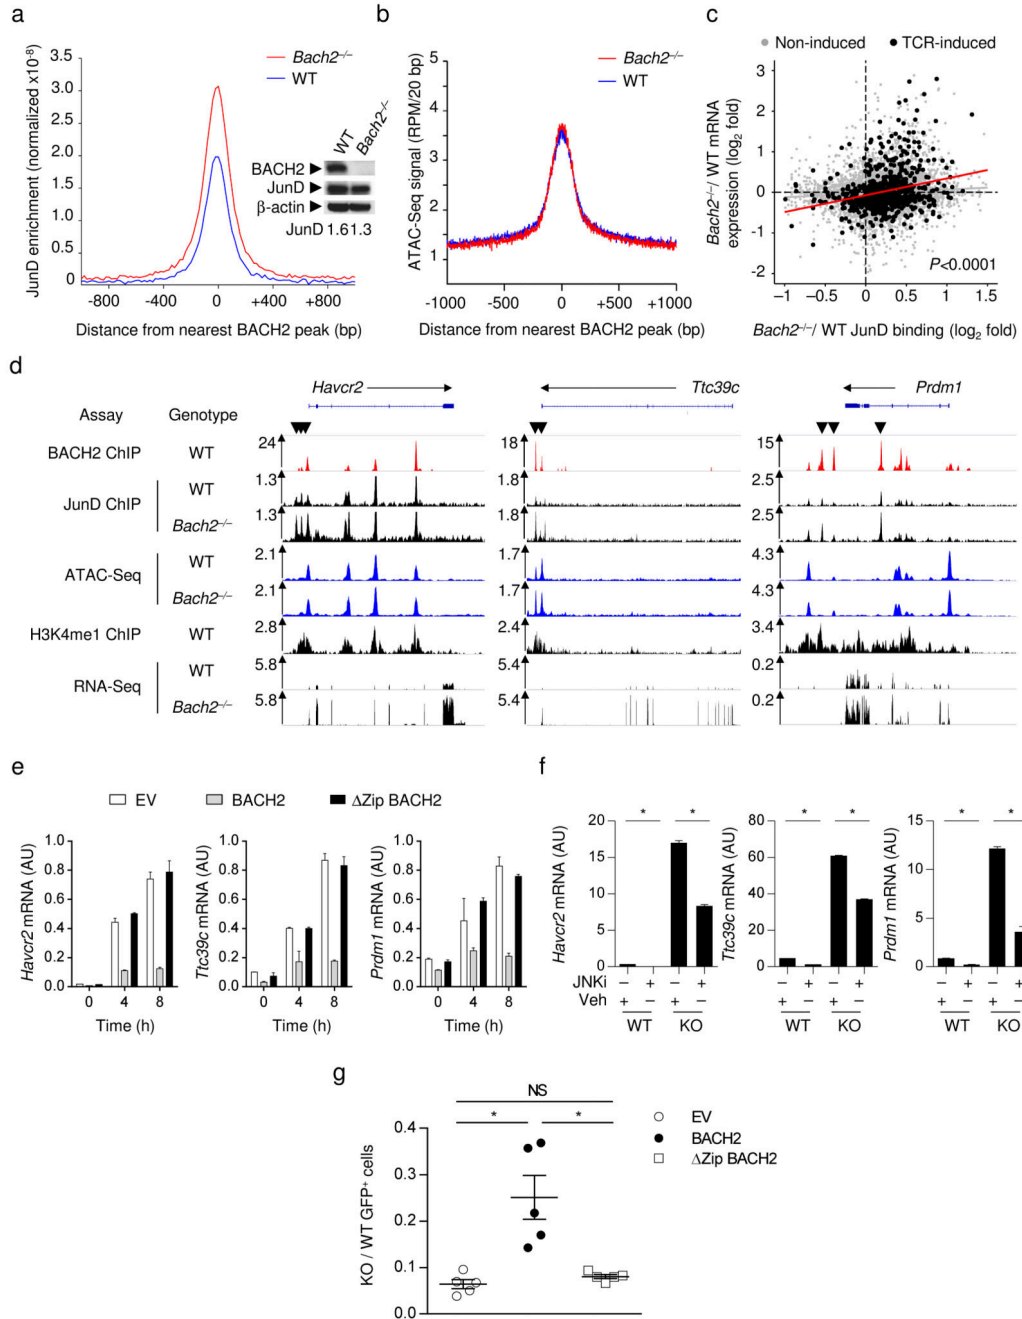 a
JunD enrichment (normalized x10⁻⁸)
3.5
3.0
2.0
1.5
1.0
0.5
0
-800
-400
0
+400
+800
Distance from nearest BACH2 peak (bp)
Bach2⁻/⁻
WT
WT
Bach2⁻/⁻
BACH2
JunD
β-actin
JunD 1.6 1.3
b
ATAC-Seq signal (RPM/20 bp)
5
4
3
2
1
-1000
-500
0
+500
+1000
Distance from nearest BACH2 peak (bp)
Bach2⁻/⁻
WT
c
Non-induced
TCR-induced
Bach2⁻/⁻/ WT mRNA
expression (log₂ fold)
3
2
1
0
-1
-2
P<0.0001
−1
−0.5
0
0.5
1
1.5
Bach2⁻/⁻/ WT JunD binding (log₂ fold)
d
Havcr2
Ttc39c
Prdm1
Assay
Genotype
BACH2 ChIP
WT
24
18
15
JunD ChIP
WT
1.3
1.8
2.5
Bach2⁻/⁻
1.3
1.8
2.5
ATAC-Seq
WT
2.1
1.7
4.3
Bach2⁻/⁻
2.1
1.7
4.3
H3K4me1 ChIP
WT
2.8
2.4
3.4
RNA-Seq
WT
5.8
5.4
0.2
Bach2⁻/⁻
5.8
5.4
0.2
e
EV
BACH2
ΔZip BACH2
Havcr2 mRNA (AU)
1.0
0.8
0.6
0.4
0.2
0.0
0
4
8
Time (h)
Ttc39c mRNA (AU)
1.0
0.8
0.6
0.4
0.2
0.0
0
4
8
Time (h)
Prdm1 mRNA (AU)
1.0
0.8
0.6
0.4
0.2
0.0
0
4
8
Time (h)
f
Havcr2 mRNA (AU)
20
15
10
5
0
* *
JNKi − + − +
Veh + − + −
WT KO
Ttc39c mRNA (AU)
80
60
40
20
0
* *
− + − +
+ − + −
WT KO
Prdm1 mRNA (AU)
15
10
5
0
* *
− + − +
+ − + −
WT KO
g
NS
* *
KO / WT GFP⁺ cells
0.4
0.3
0.2
0.1
0.0
EV
BACH2
ΔZip BACH2